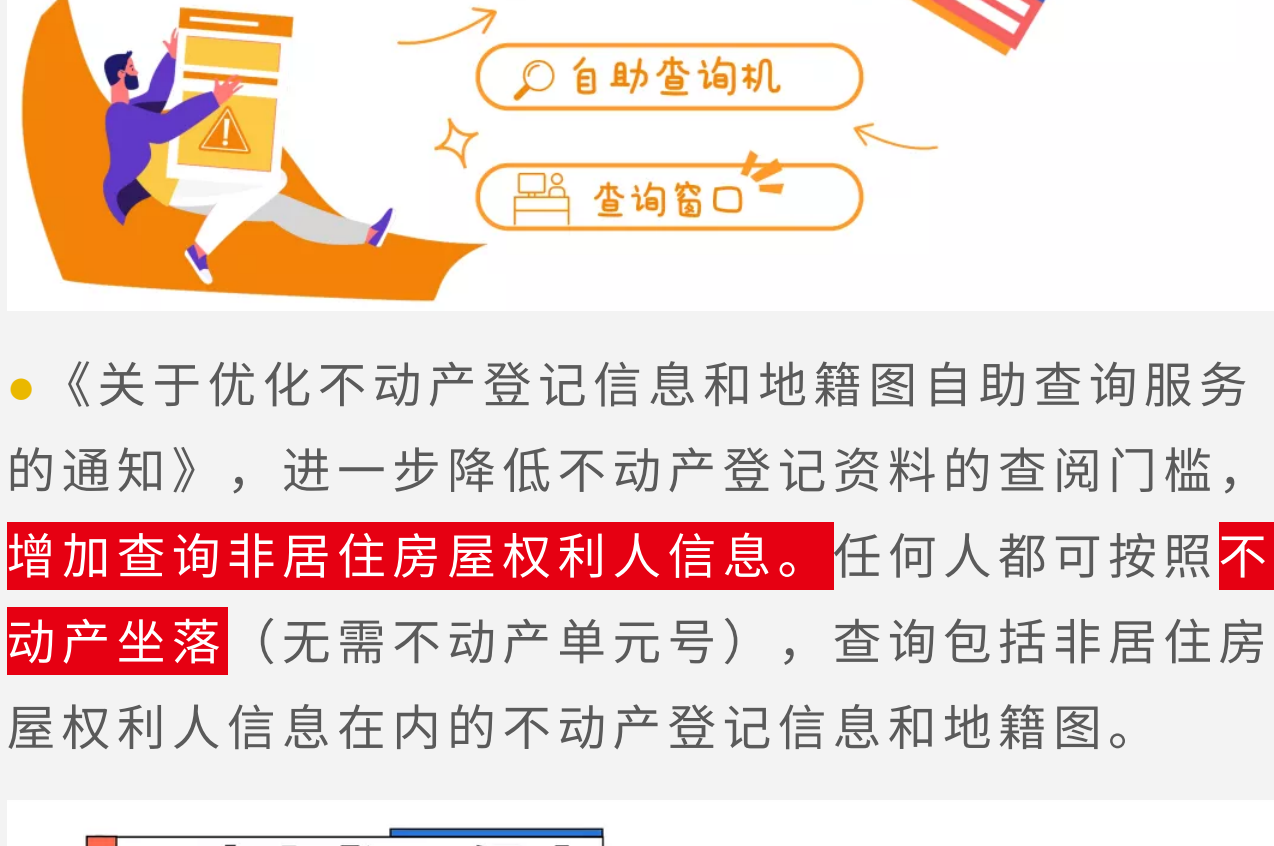 自助查询机
查询窗口
●《关于优化不动产登记信息和地籍图自助查询服务
的通知》，进一步降低不动产登记资料的查阅门槛，
增加查询非居住房屋权利人信息。任何人都可按照不
动产坐落（无需不动产单元号），查询包括非居住房
屋权利人信息在内的不动产登记信息和地籍图。